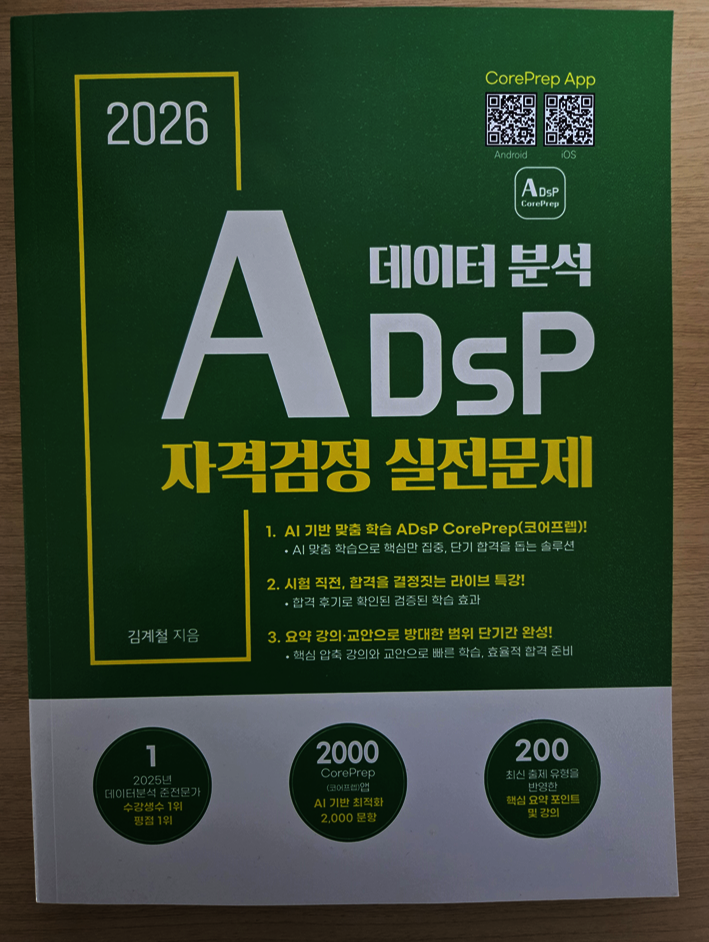 2026
CorePrep App
Android
iOS
ADsP
CorePrep
데이터 분석
ADsP
자격검정 실전문제
1. AI 기반 맞춤 학습 ADsP CorePrep(코어프렙)!
• AI 맞춤 학습으로 핵심만 집중, 단기 합격을 돕는 솔루션
2. 시험 직전, 합격을 결정짓는 라이브 특강!
• 합격 후기로 확인된 검증된 학습 효과
3. 요약 강의·교안으로 방대한 범위 단기간 완성!
• 핵심 압축 강의와 교안으로 빠른 학습, 효율적 합격 준비
김계철 지음
1
2025년
데이터분석 준전문가
수강생수 1위
평점 1위
2000
CorePrep
(코어프렙)앱
AI 기반 최적화
2,000 문항
200
최신 출제 유형을
반영한
핵심 요약 포인트
및 강의